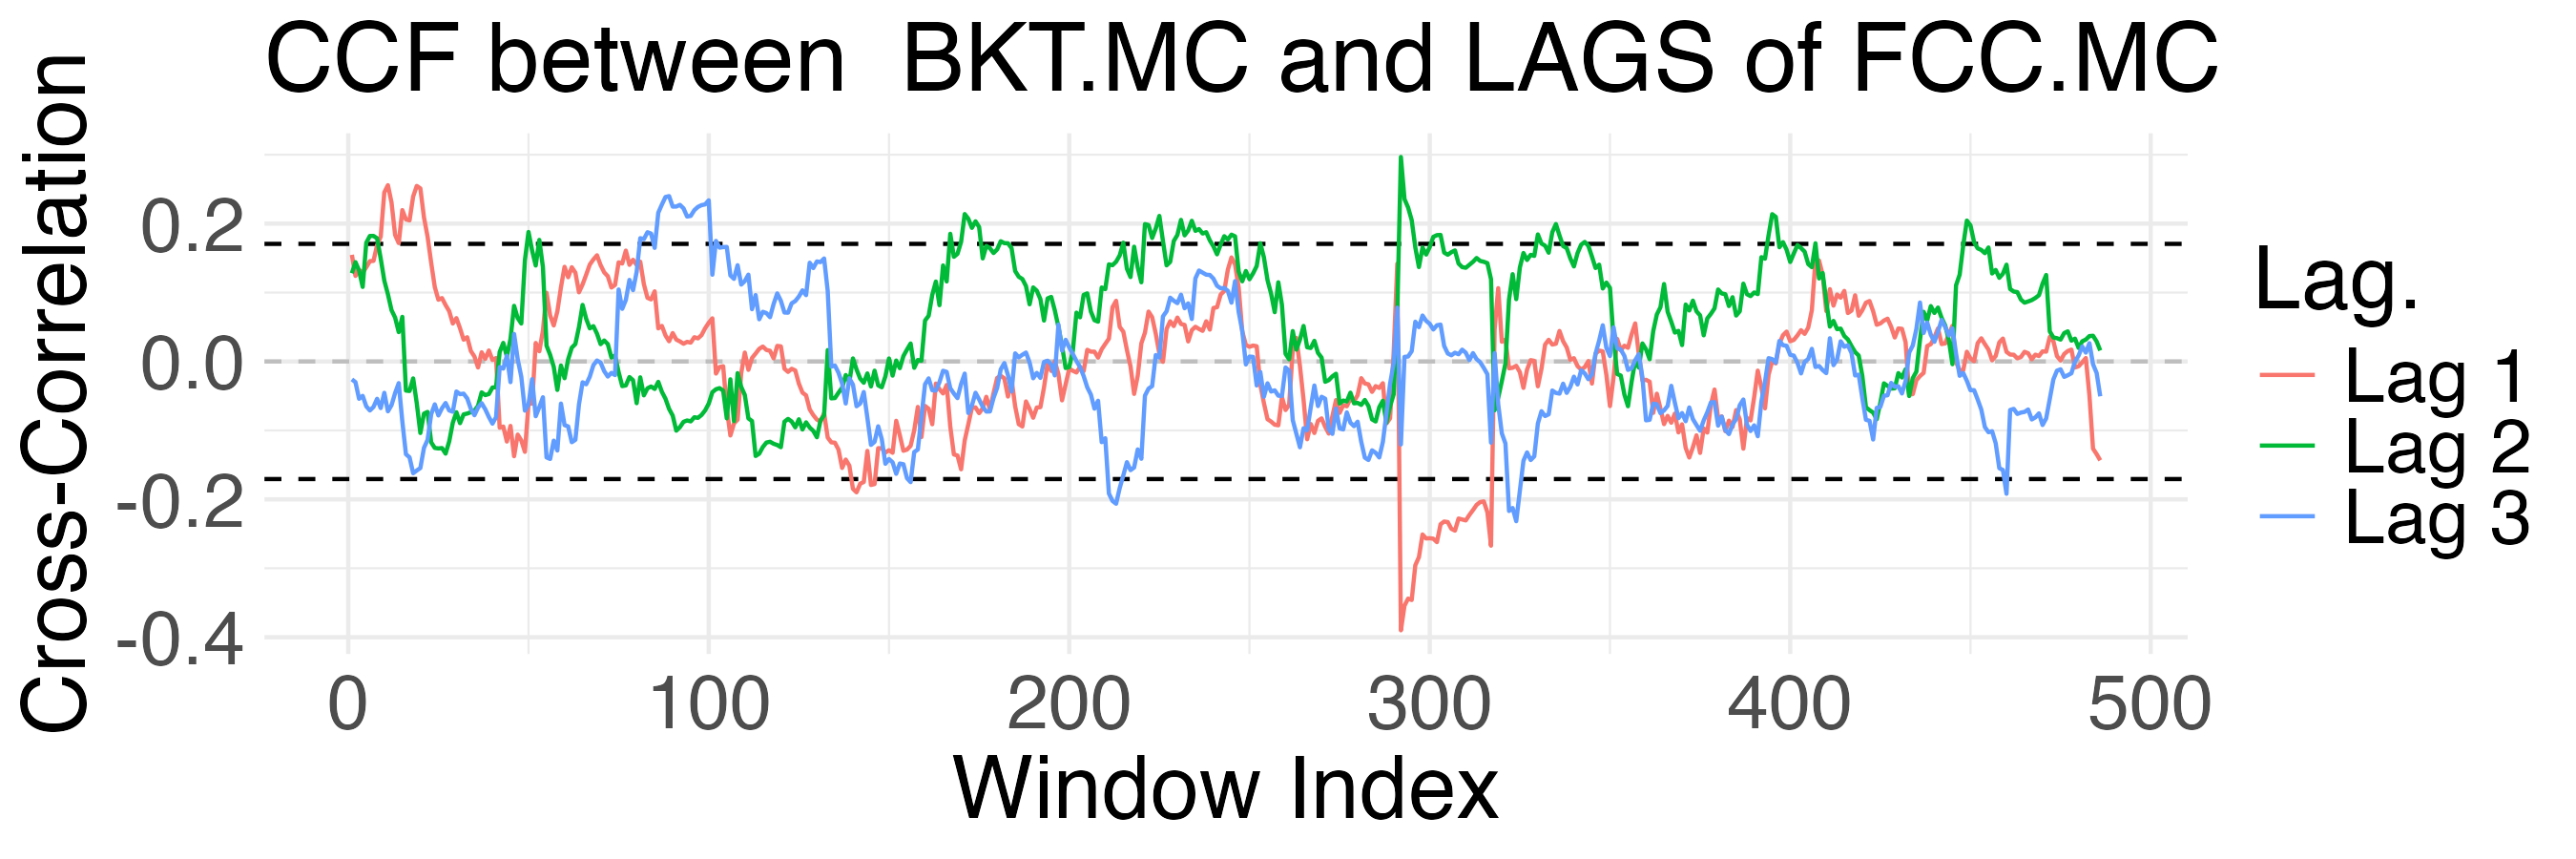 CCF between  BKT.MC and LAGS of FCC.MC
Cross-Correlation
0.2
0.0
-0.2
-0.4
0 100 200 300 400 500
Window Index
Lag.
Lag 1
Lag 2
Lag 3